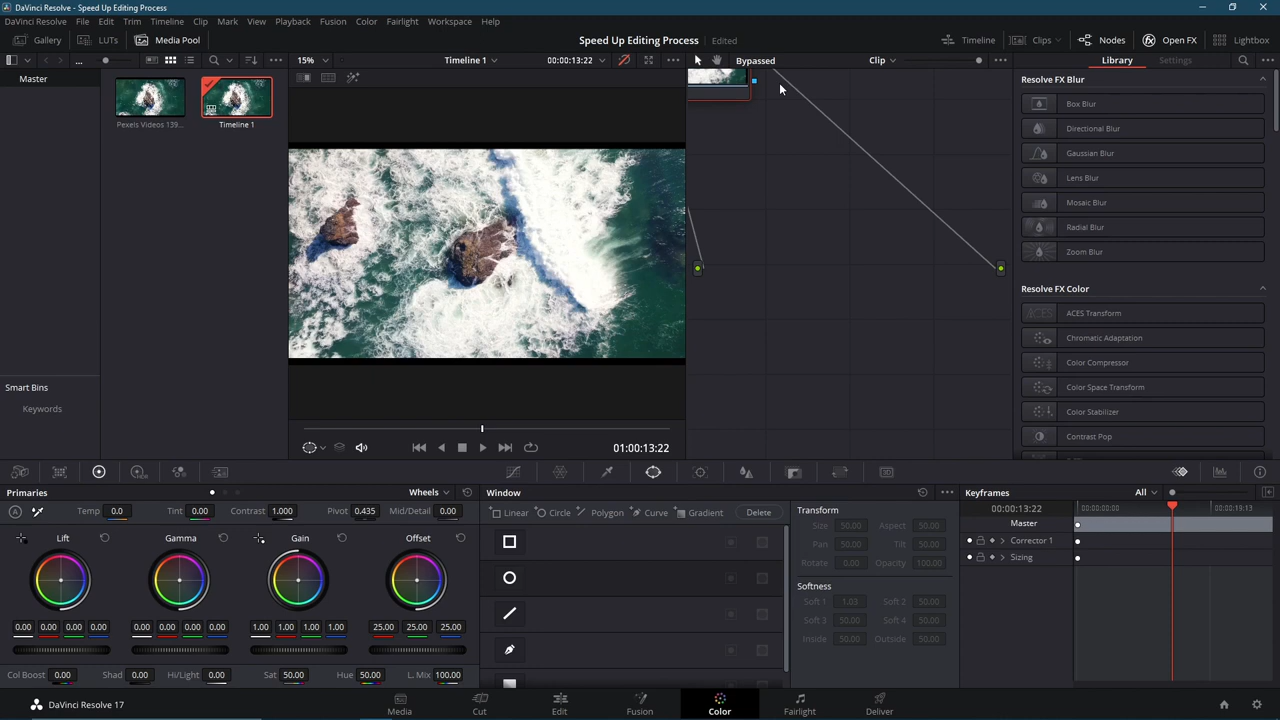 DaVinci Resolve - Speed Up Editing Process
DaVinci Resolve File Edit Trim Timeline Clip Mark View Playback Fusion Color Fairlight Workspace Help
Gallery LUTs Media Pool Speed Up Editing Process Edited Timeline Clips Nodes Open FX Lightbox
... 15% Timeline 1 01:00:13:22 Bypassed Clip Library Settings
Master
Pexels Videos 139... Timeline 1
Smart Bins
Keywords
01:00:13:22
Resolve FX Blur
Box Blur
Directional Blur
Gaussian Blur
Lens Blur
Mosaic Blur
Radial Blur
Zoom Blur
Resolve FX Color
ACES Transform
Chromatic Adaptation
Color Compressor
Color Space Transform
Color Stabilizer
Contrast Pop
Primaries Wheels
Temp 0.0 Tint 0.00 Contrast 1.000 Pivot 0.435 Mid/Detail 0.00
Lift Gamma Gain Offset
0.00 0.00 0.00 0.00 0.00 0.00 0.00 0.00 1.00 1.00 1.00 1.00 25.00 25.00 25.00
Col Boost 0.00 Shad 0.00 Hi/Light 0.00 Sat 50.00 Hue 50.00 L. Mix 100.00
Window
Linear Circle Polygon Curve Gradient Delete
Transform
Size 50.00 Aspect 50.00
Pan 50.00 Tilt 50.00
Rotate 0.00 Opacity 100.00
Softness
Soft 1 1.03 Soft 2 50.00
Soft 3 50.00 Soft 4 50.00
Inside 50.00 Outside 50.00
Keyframes All
00:00:13:22 00:00:00:00 00:00:19:13
Master
Corrector 1
Sizing
DaVinci Resolve 17
Media Cut Edit Fusion Color Fairlight Deliver